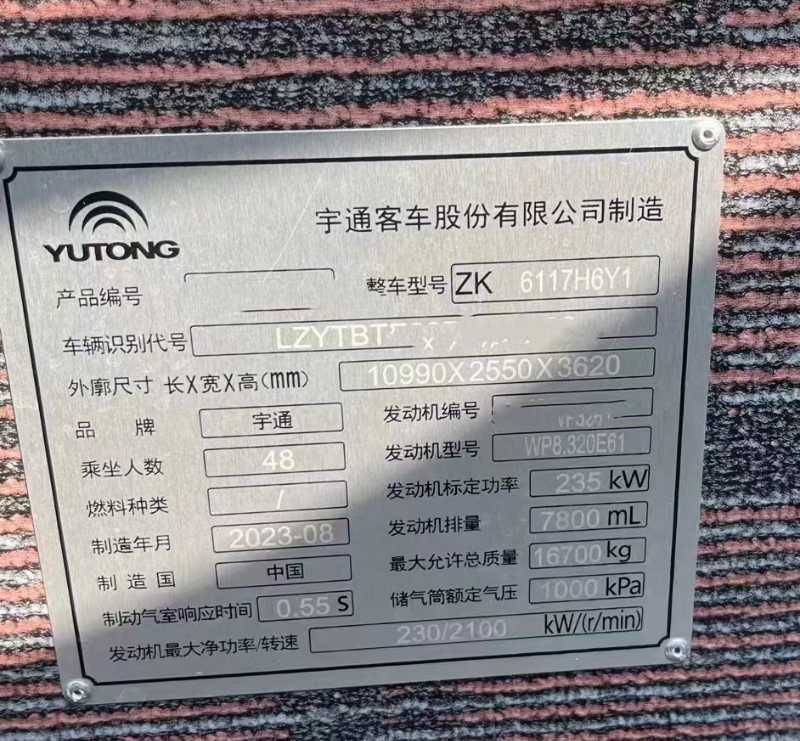 YUTONG
宇通客车股份有限公司制造
产品编号
整车型号 ZK 6117H6Y1
车辆识别代号 LZYTBT
外廓尺寸 长X宽X高(mm) 10990X2550X3620
品 牌 宇通
发动机编号
乘坐人数 48
发动机型号 WP8.320E61
燃料种类 /
发动机标定功率 235 kW
制造年月 2023-08
发动机排量 7800 mL
制造国 中国
最大允许总质量 16700 kg
制动气室响应时间 0.55 S
储气筒额定气压 1000 kPa
发动机最大净功率/转速 230/2100 kW/(r/min)